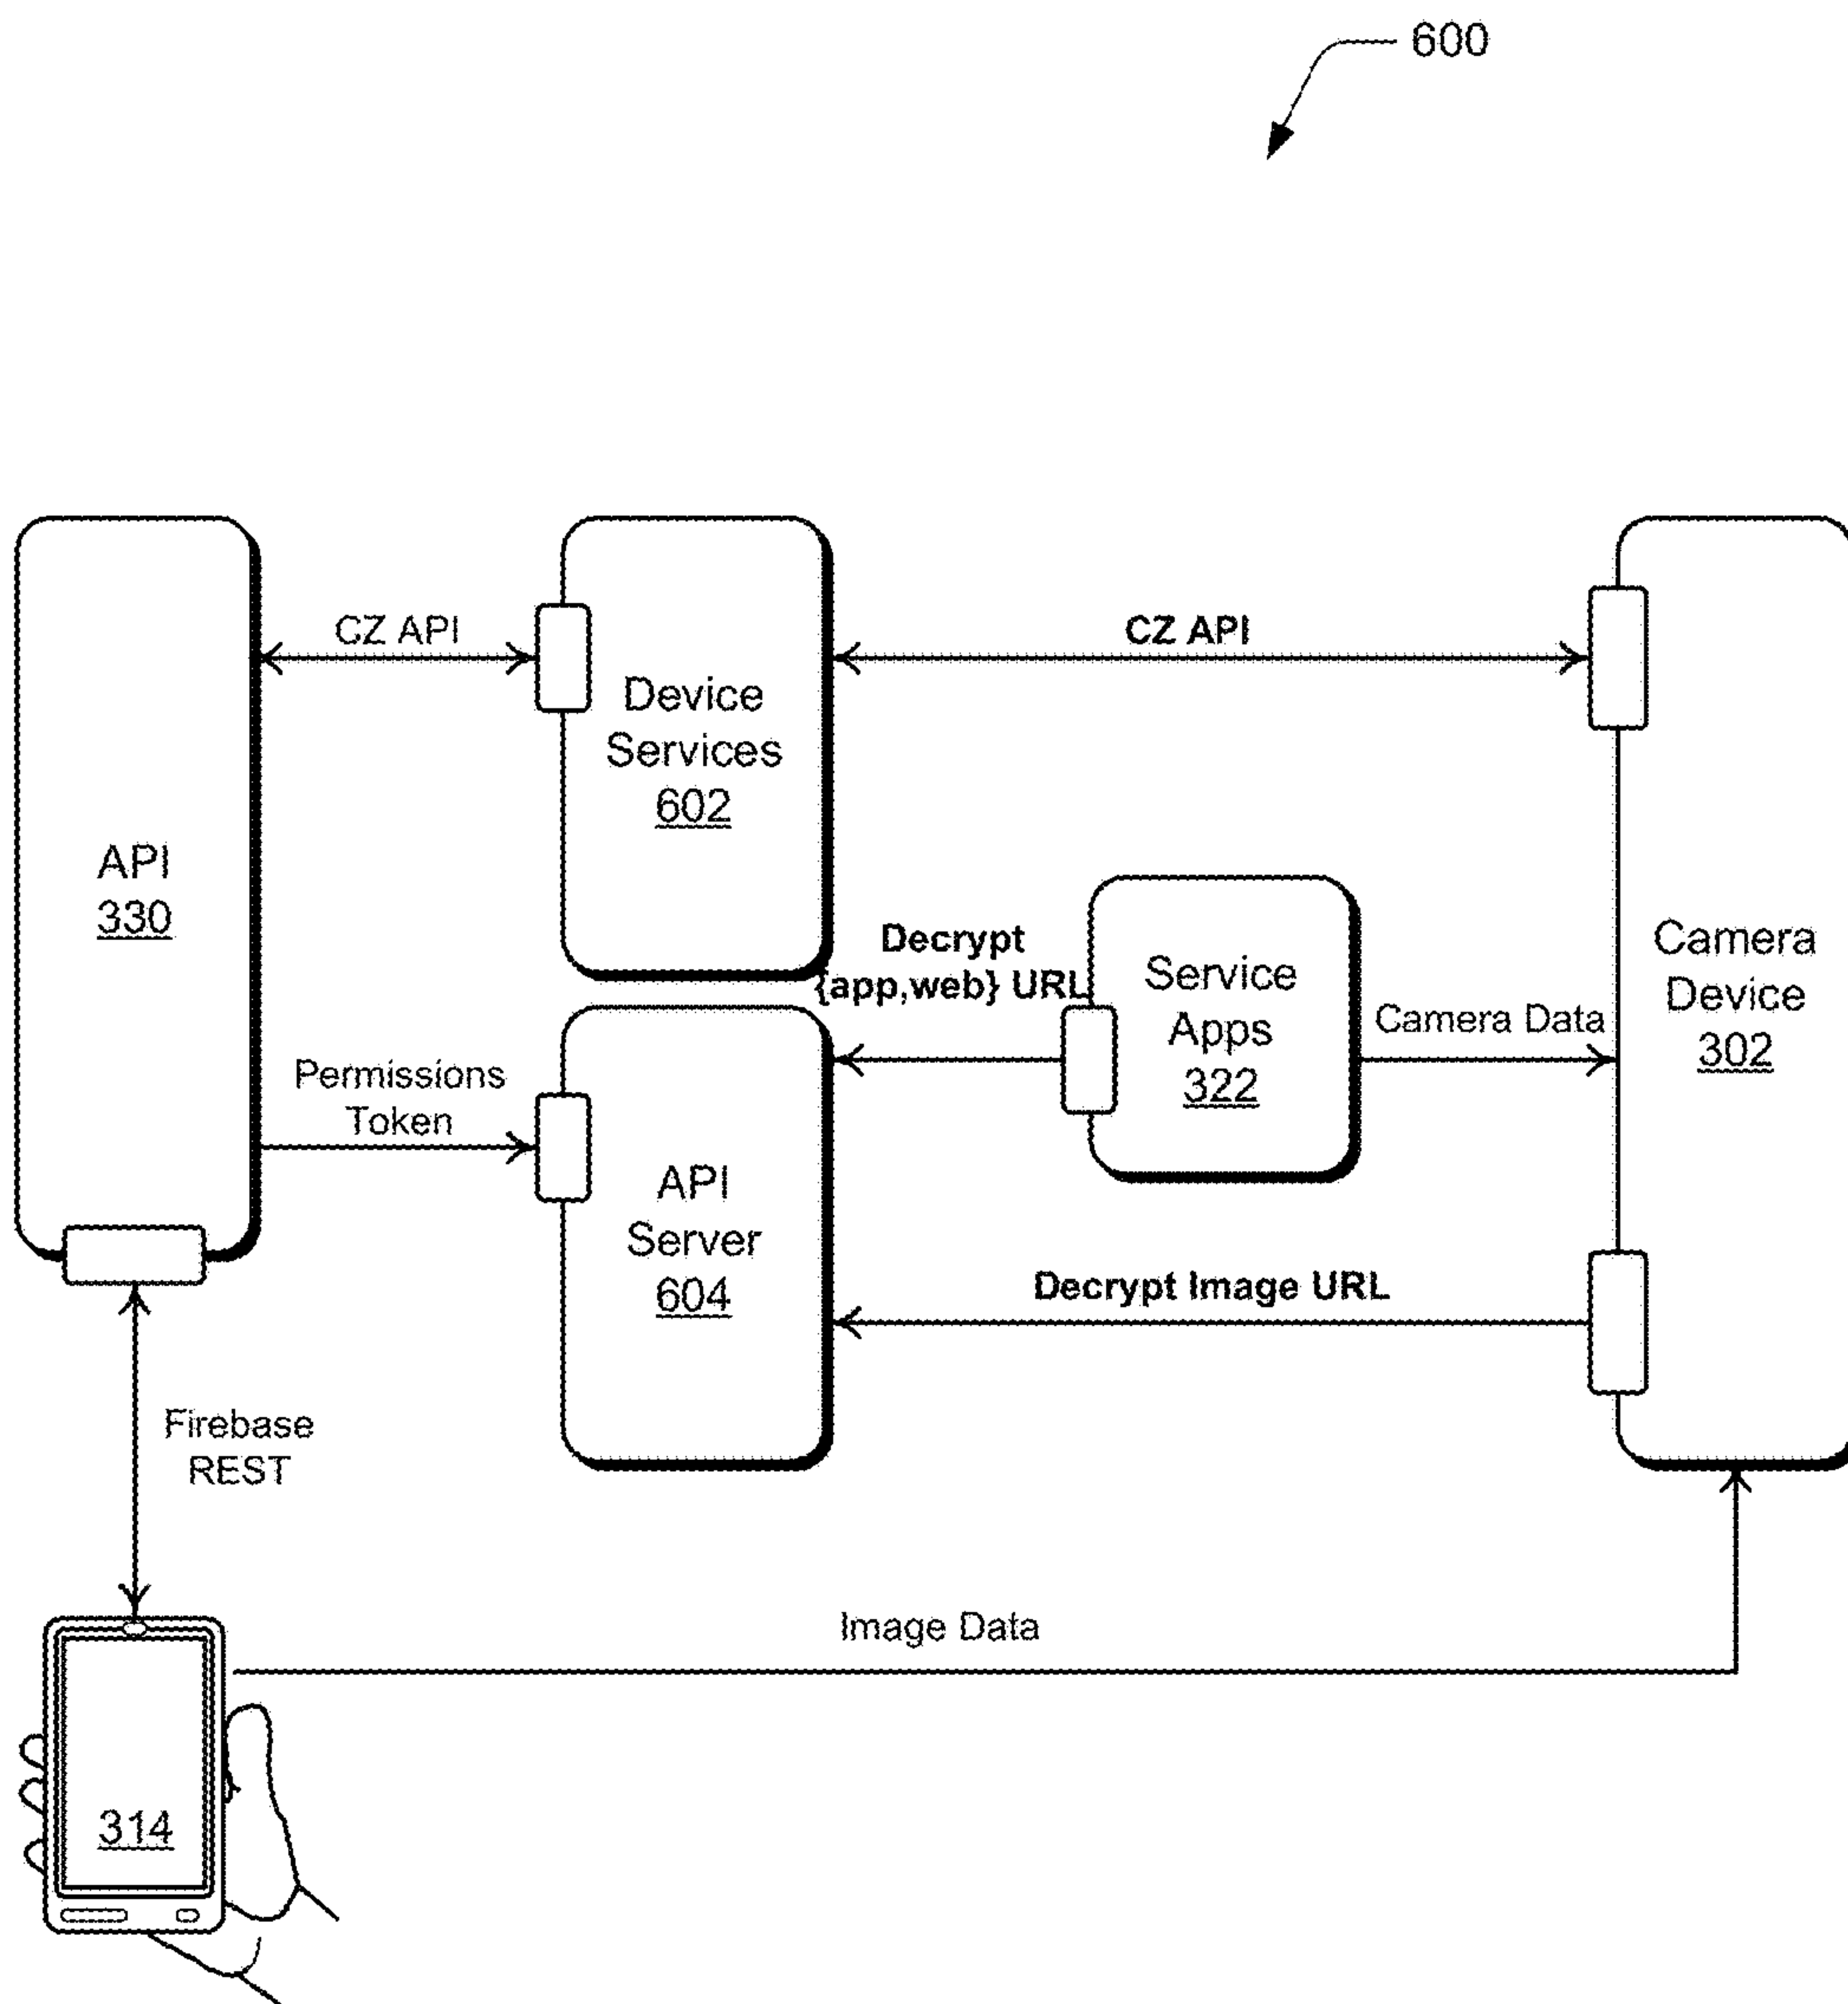 600
CZ API
CZ API
Device
Services
602
API
330
Decrypt
{app,web} URL
Service
Apps
322
Camera Data
Camera
Device
302
Permissions
Token
API
Server
604
Decrypt Image URL
Firebase
REST
Image Data
314